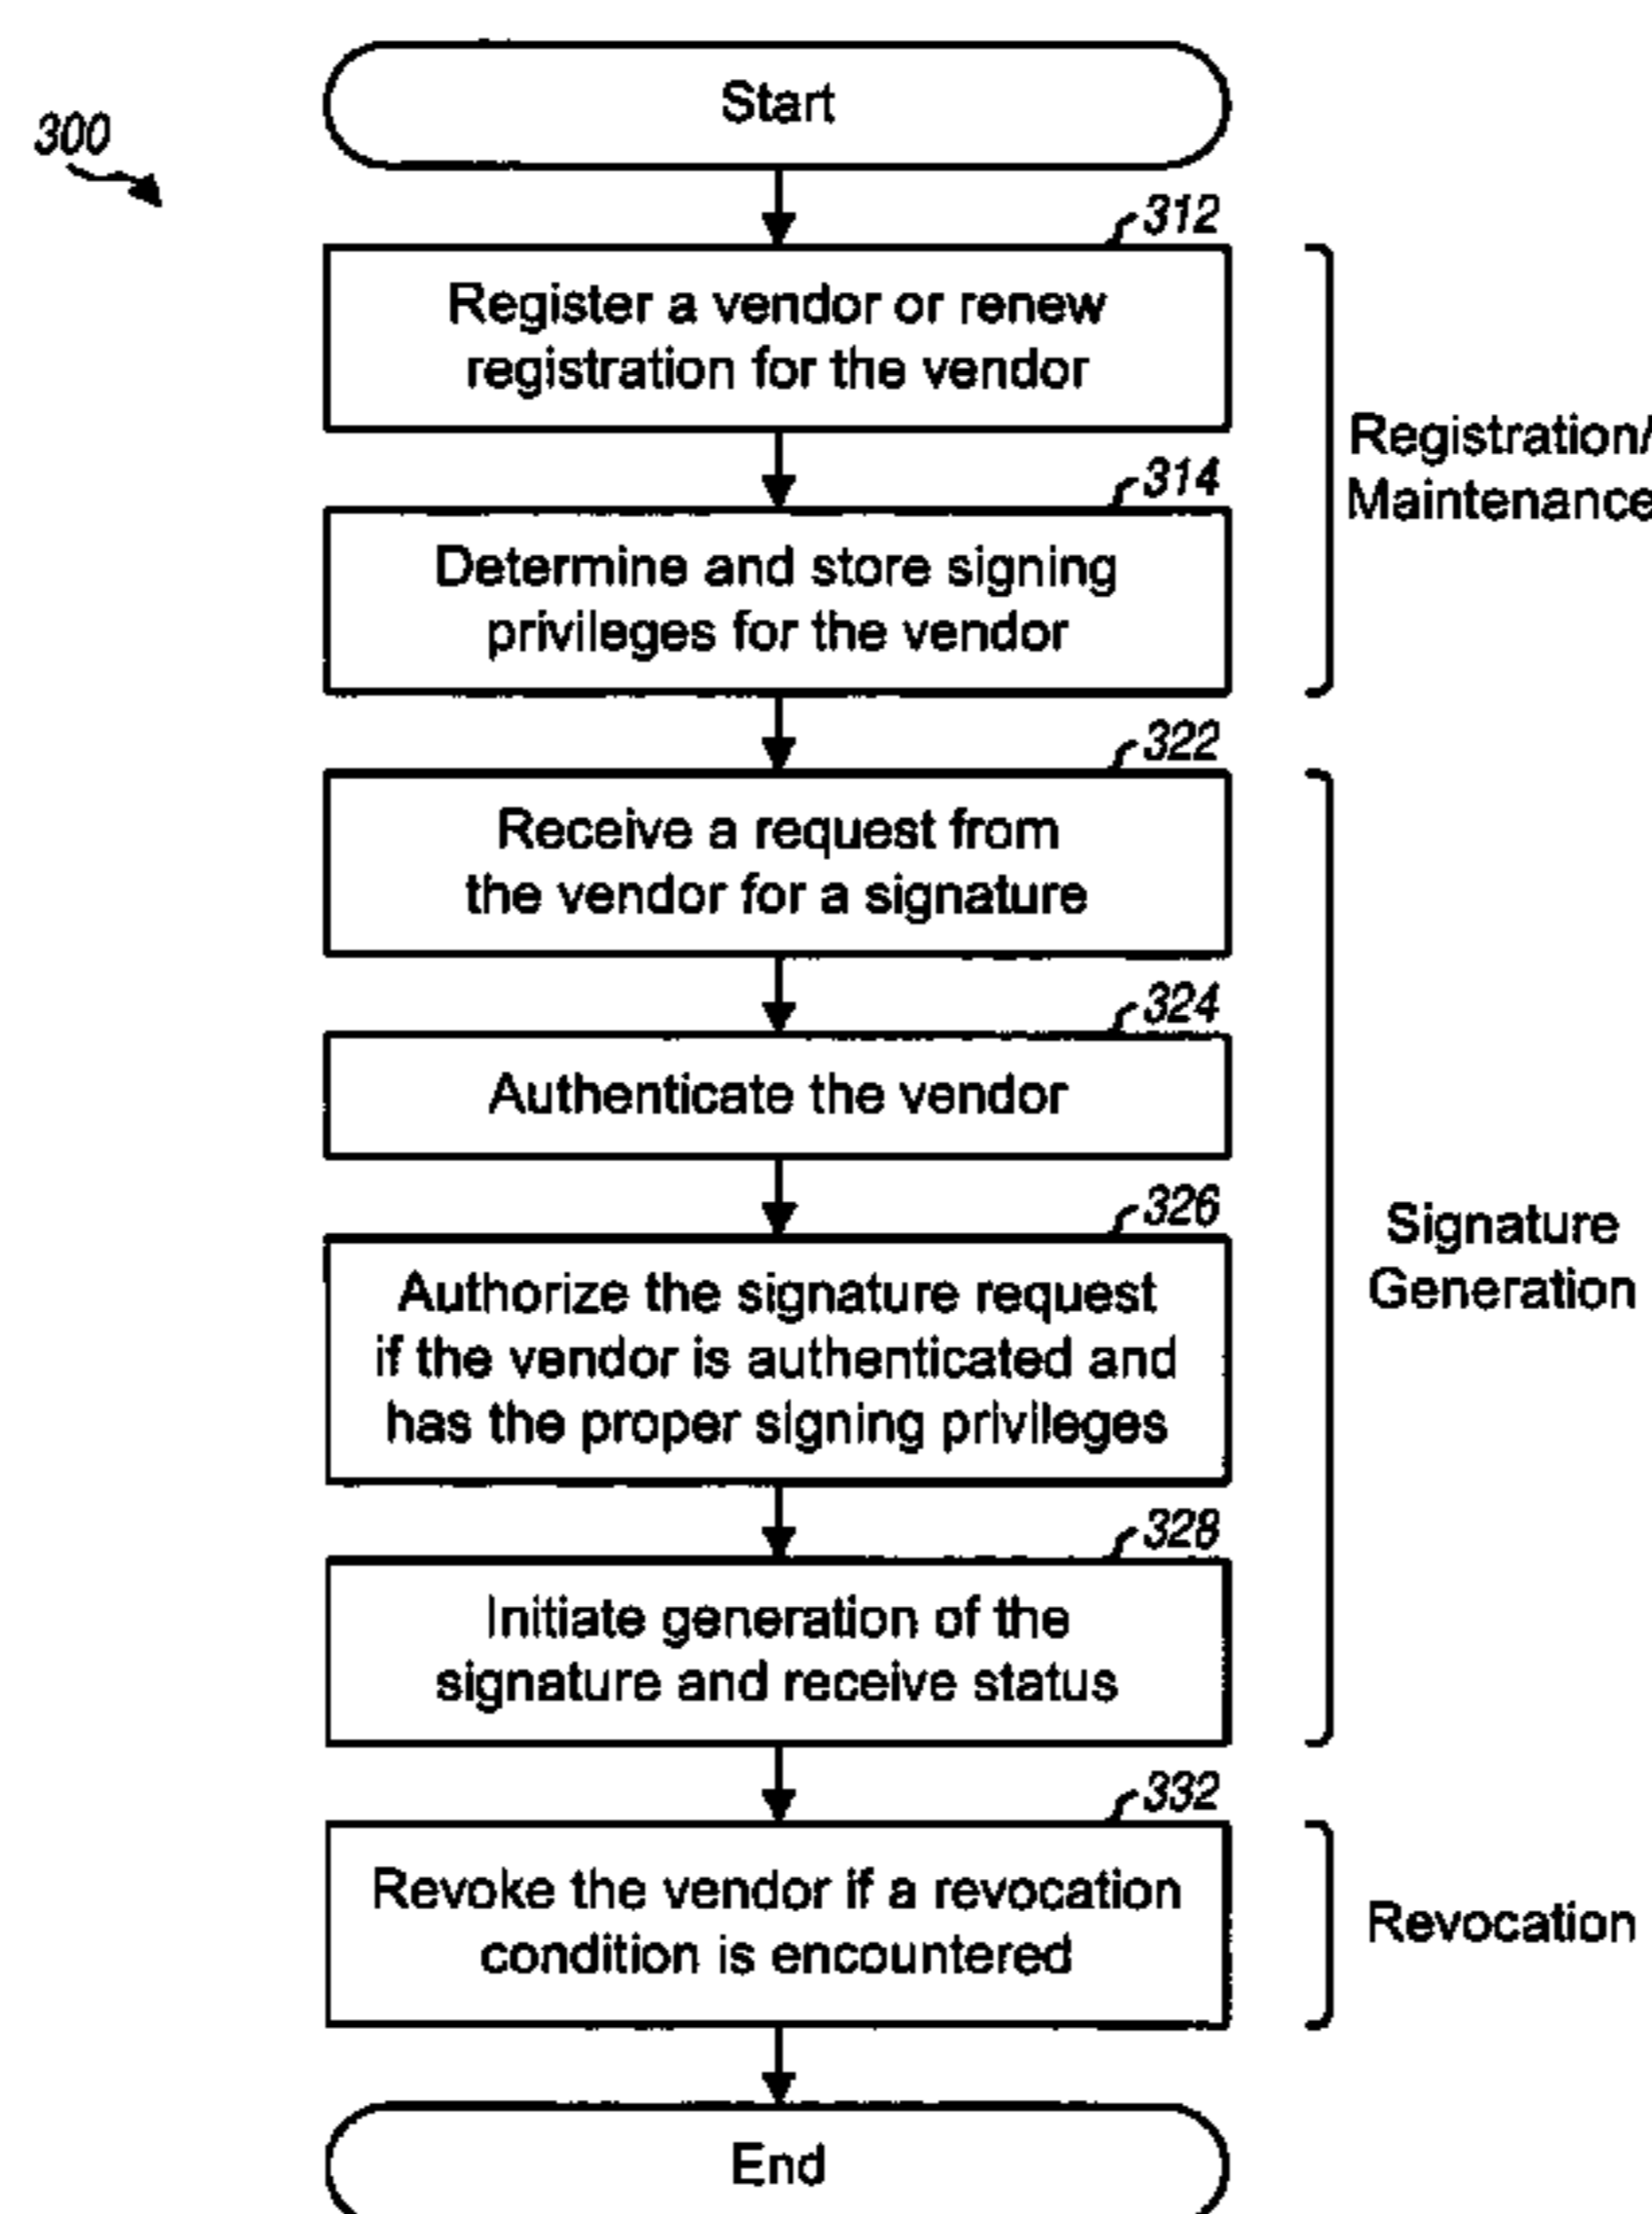 Start
300
312
Register a vendor or renew
registration for the vendor
Registration/
Maintenance
314
Determine and store signing
privileges for the vendor
322
Receive a request from
the vendor for a signature
324
Authenticate the vendor
326
Authorize the signature request
if the vendor is authenticated and
has the proper signing privileges
Signature
Generation
328
Initiate generation of the
signature and receive status
332
Revoke the vendor if a revocation
condition is encountered
Revocation
End